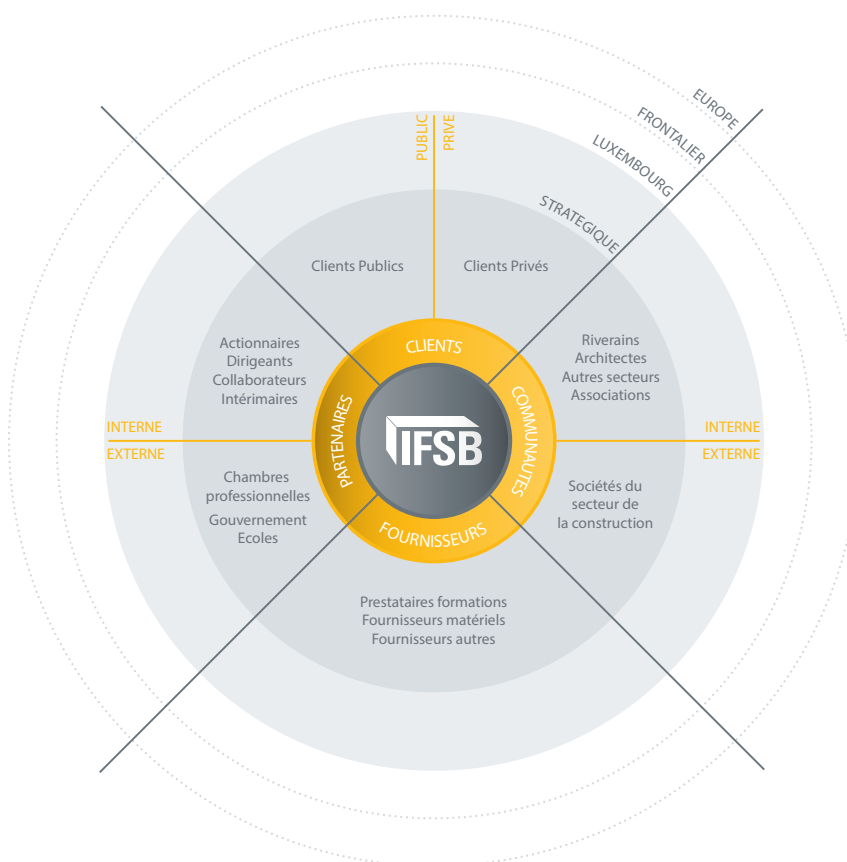 EUROPE
FRONTALIER
LUXEMBOURG
STRATEGIQUE
PUBLIC
PRIVE
Clients Publics
Clients Privés
Actionnaires
Dirigeants
Collaborateurs
Intérimaires
Riverains
Architectes
Autres secteurs
Associations
CLIENTS
PARTENAIRES
IFSB
COMMUNAUTES
FOURNISSEURS
INTERNE
EXTERNE
INTERNE
EXTERNE
Chambres
professionnelles
Gouvernement
Ecoles
Sociétés du
secteur de
la construction
Prestataires formations
Fournisseurs matériels
Fournisseurs autres